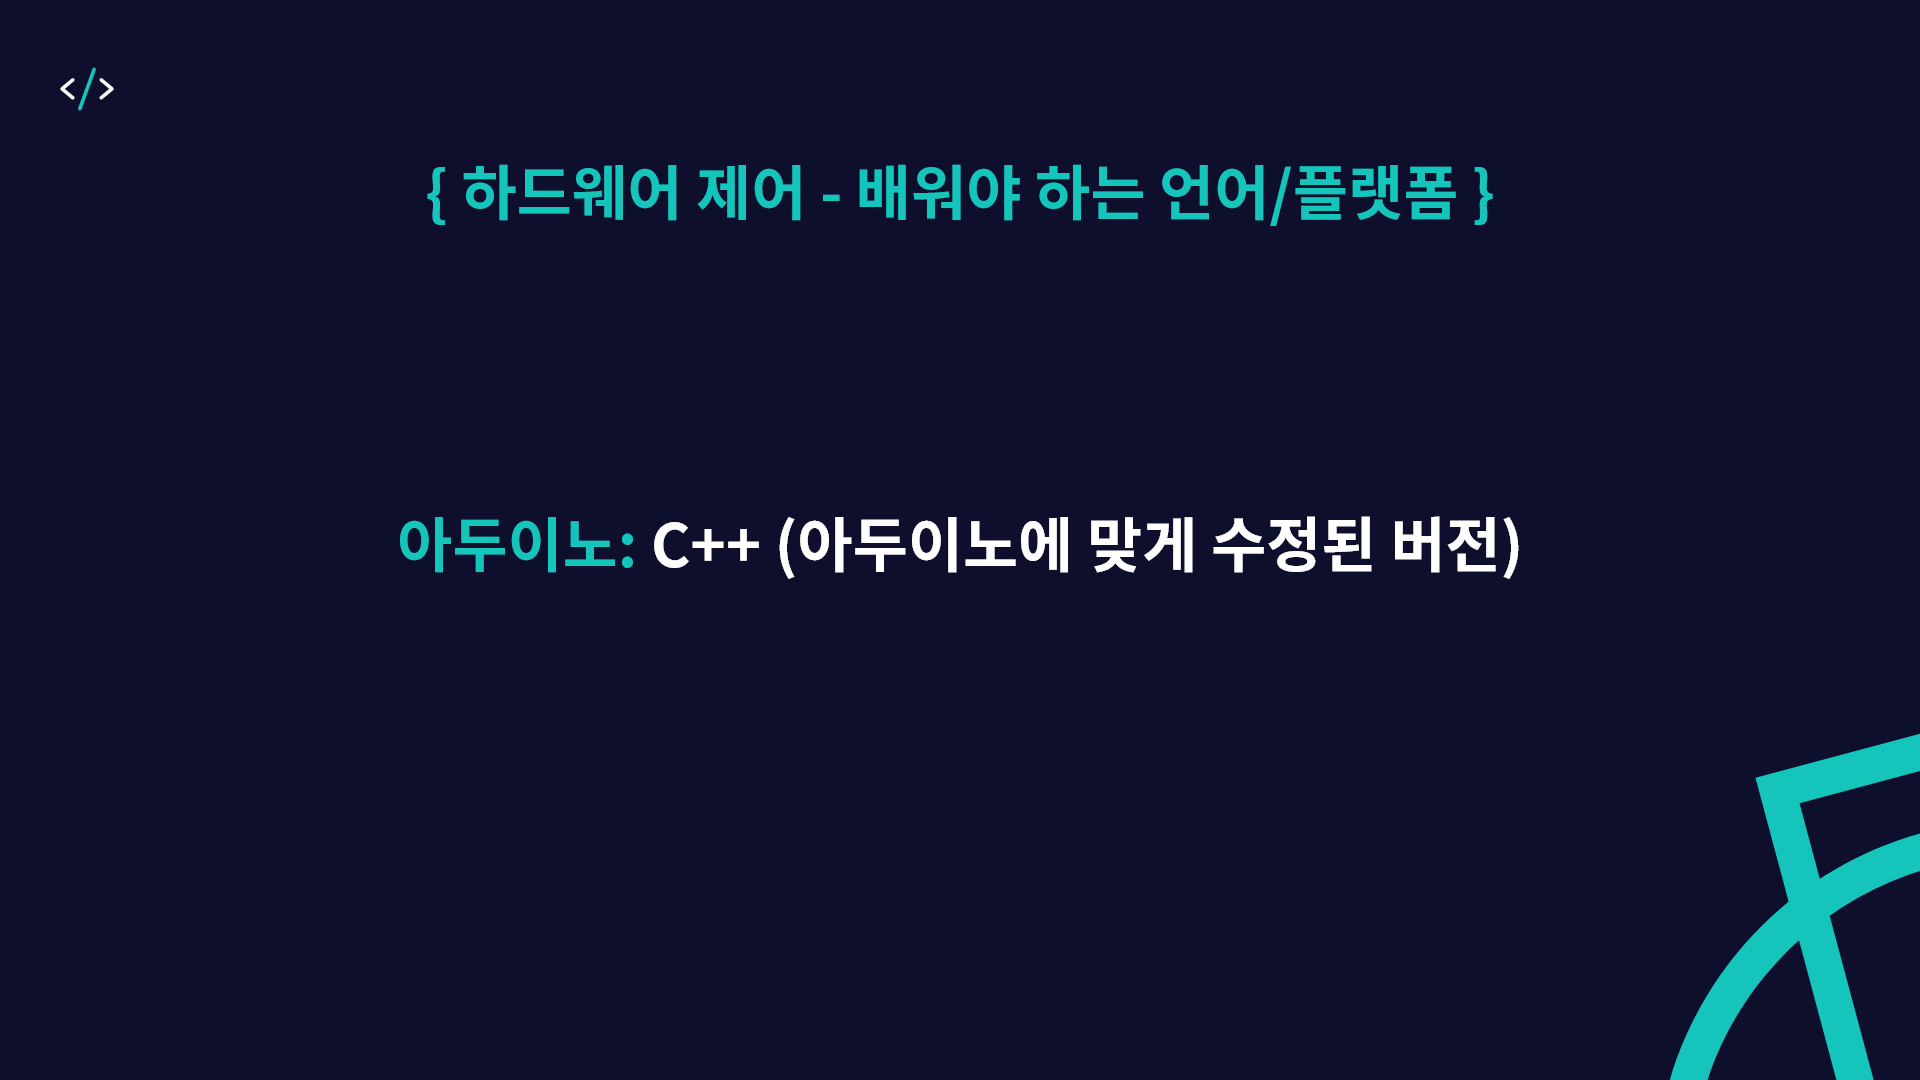 </>
{ 하드웨어 제어 - 배워야 하는 언어/플랫폼 }
아두이노: C++ (아두이노에 맞게 수정된 버전)